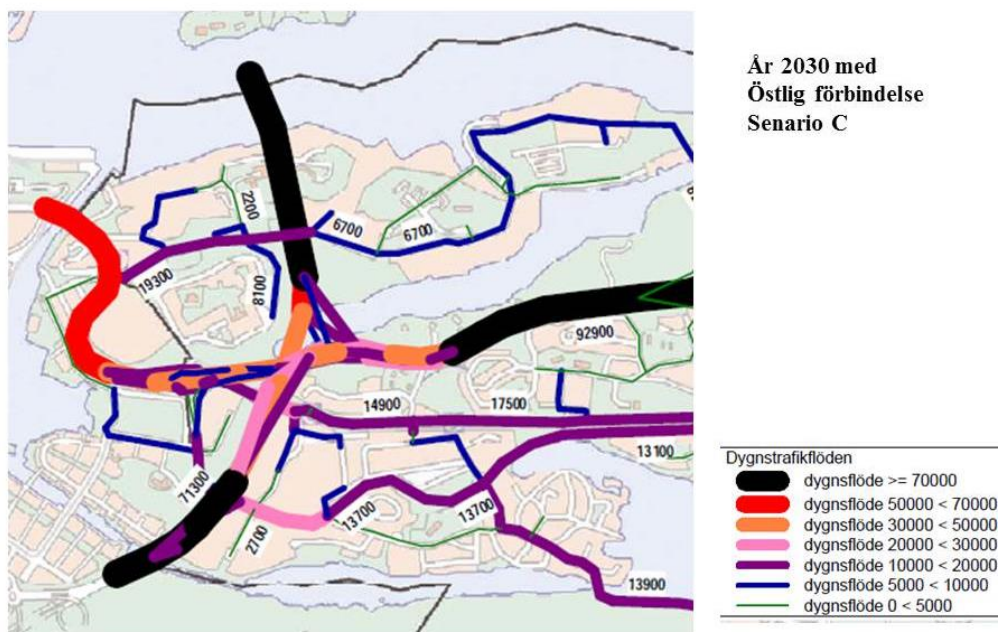 År 2030 med
Östlig förbindelse
Senario C
2200
6700
6700
19300
8100
92900
14900
17500
13100
71300
13700
13700
2700
13900
Dygnstrafikflöden
dygnsflöde >= 70000
dygnsflöde 50000 < 70000
dygnsflöde 30000 < 50000
dygnsflöde 20000 < 30000
dygnsflöde 10000 < 20000
dygnsflöde 5000 < 10000
dygnsflöde 0 < 5000